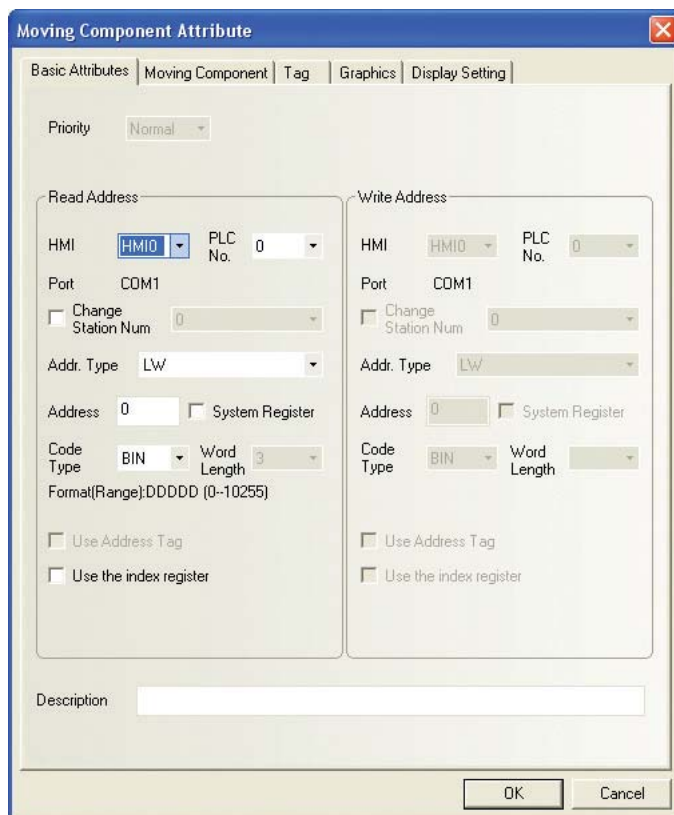 Moving Component Attribute
Basic Attributes Moving Component Tag Graphics Display Setting
Priority Normal
Read Address
HMI HMI0 PLC No. 0
Port COM1
Change Station Num 0
Addr. Type LW
Address 0 System Register
Code Type BIN Word Length 3
Format(Range):DDDDD (0--10255)
Use Address Tag
Use the index register
Write Address
HMI HMI0 PLC No. 0
Port COM1
Change Station Num 0
Addr. Type LW
Address 0 System Register
Code Type BIN Word Length
Use Address Tag
Use the index register
Description
OK Cancel